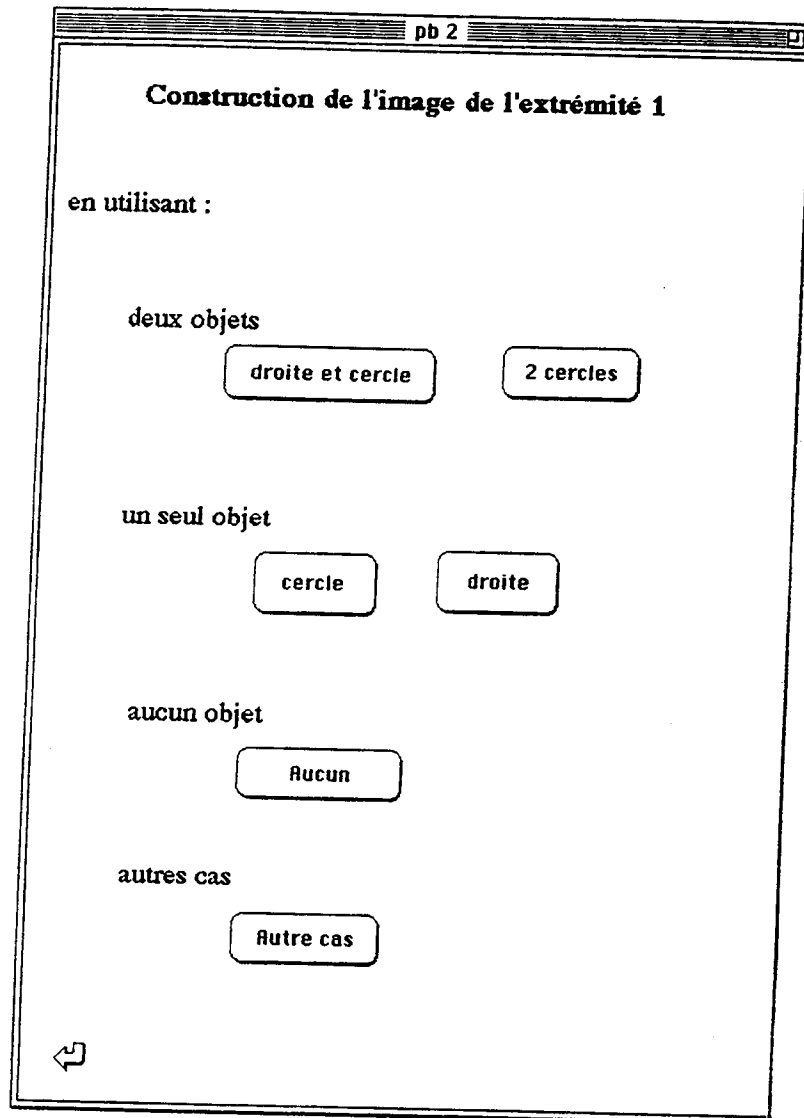 pb 2
Construction de l'image de l'extrémité 1
en utilisant :
deux objets
droite et cercle 2 cercles
un seul objet
cercle droite
aucun objet
Aucun
autres cas
Autre cas